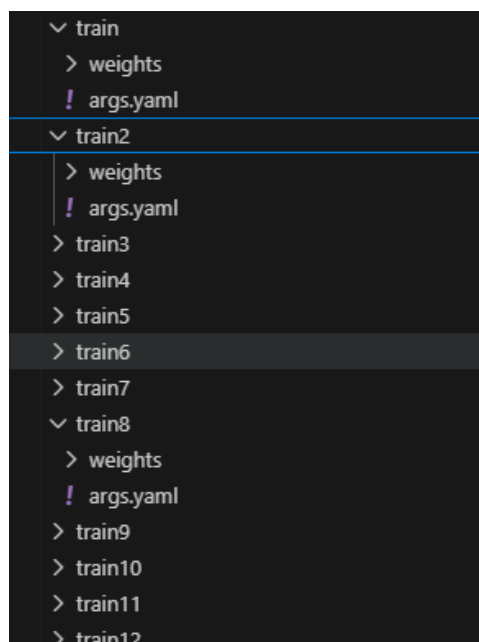 train
weights
! args.yaml
train2
weights
! args.yaml
train3
train4
train5
train6
train7
train8
weights
! args.yaml
train9
train10
train11
train12